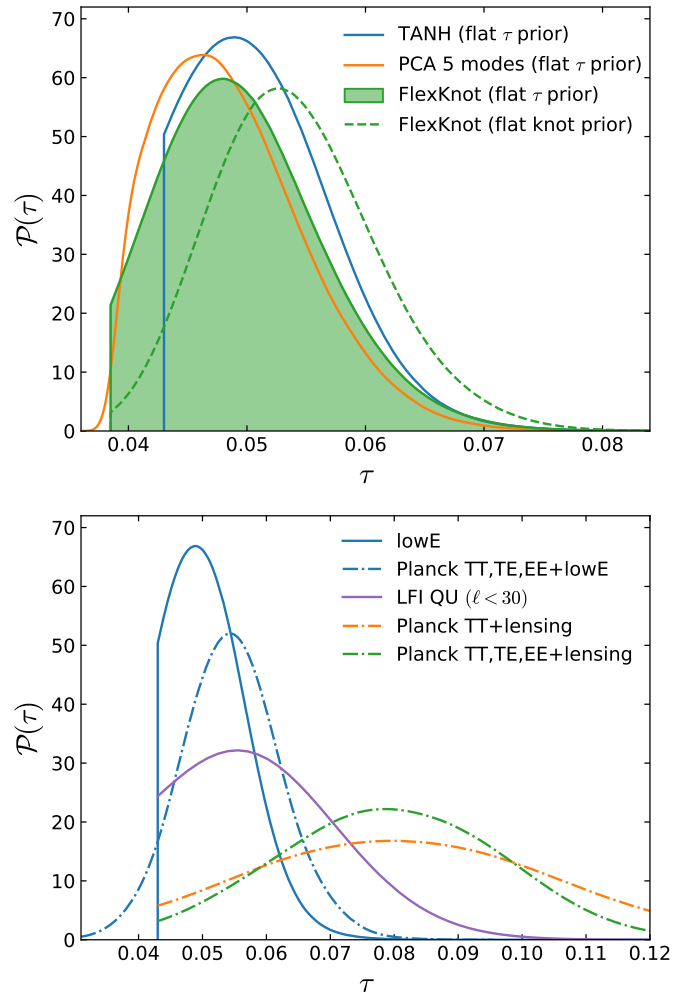 70
60
50
40
30
20
10
0
𝒫(τ)
TANH (flat τ prior)
PCA 5 modes (flat τ prior)
FlexKnot (flat τ prior)
FlexKnot (flat knot prior)
0.04 0.05 0.06 0.07 0.08
τ
70
60
50
40
30
20
10
0
𝒫(τ)
lowE
Planck TT,TE,EE+lowE
LFI QU (ℓ < 30)
Planck TT+lensing
Planck TT,TE,EE+lensing
0.04 0.05 0.06 0.07 0.08 0.09 0.10 0.11 0.12
τ